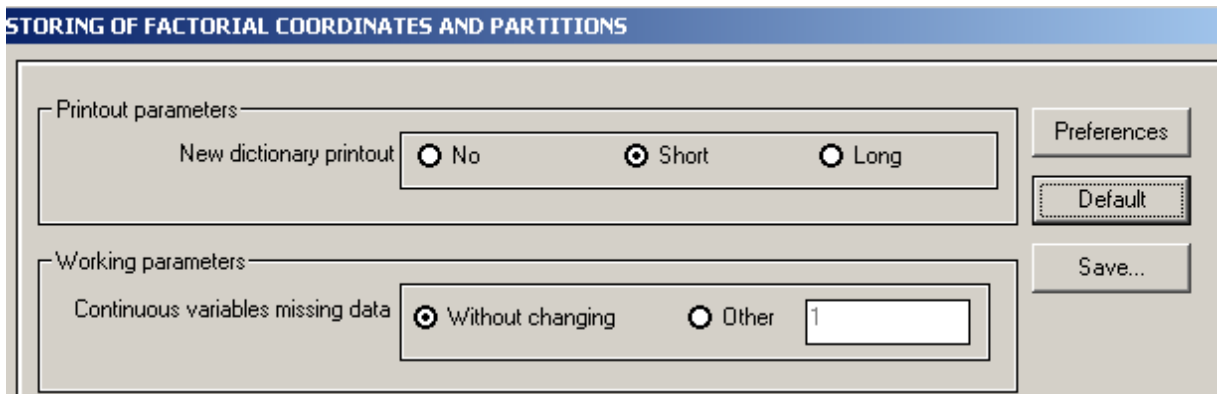 STORING OF FACTORIAL COORDINATES AND PARTITIONS
Printout parameters
New dictionary printout No Short Long
Preferences
Default
Working parameters
Save...
Continuous variables missing data Without changing Other 1